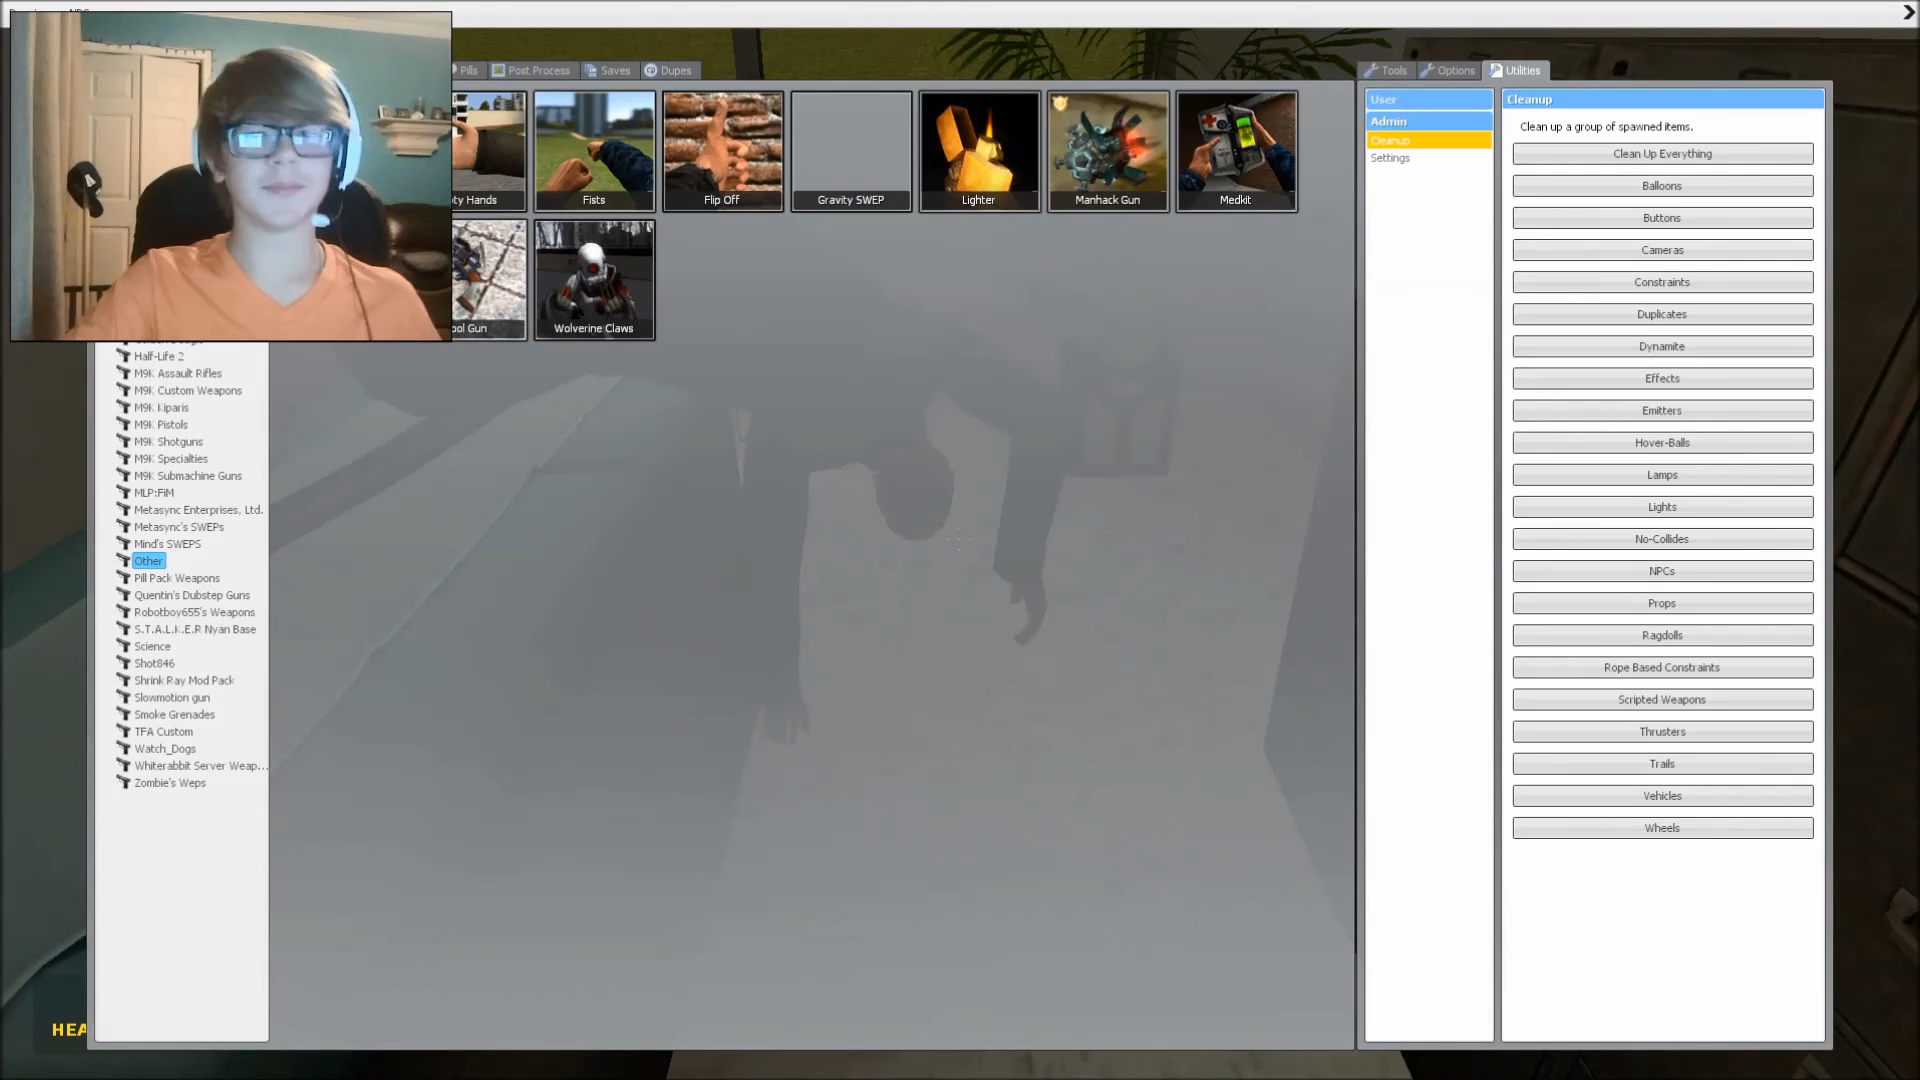 Pills
Post Process
Saves
Dupes
Tools
Options
Utilities
ty Hands
Fists
Flip Off
Gravity SWEP
Lighter
Manhack Gun
Medkit
ool Gun
Wolverine Claws
Half-Life 2
M9K Assault Rifles
M9K Custom Weapons
M9K Kiparis
M9K Pistols
M9K Shotguns
M9K Specialties
M9K Submachine Guns
MLP:FiM
Metasync Enterprises, Ltd.
Metasync's SWEPs
Mind's SWEPS
Other
Pill Pack Weapons
Quentin's Dubstep Guns
Robotboy655's Weapons
S.T.A.L.K.E.R Nyan Base
Science
Shot846
Shrink Ray Mod Pack
Slowmotion gun
Smoke Grenades
TFA Custom
Watch_Dogs
Whiterabbit Server Weap...
Zombie's Weps
HEA
User
Admin
Cleanup
Settings
Cleanup
Clean up a group of spawned items.
Clean Up Everything
Balloons
Buttons
Cameras
Constraints
Duplicates
Dynamite
Effects
Emitters
Hover-Balls
Lamps
Lights
No-Collides
NPCs
Props
Ragdolls
Rope Based Constraints
Scripted Weapons
Thrusters
Trails
Vehicles
Wheels